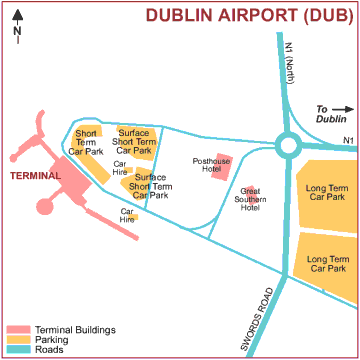 DUBLIN AIRPORT (DUB)
N
N1 (North)
To
Dublin
N1
Short
Term
Car Park
Surface
Short Term
Car Park
Posthouse
Hotel
TERMINAL
Car
Hire
Surface
Short Term
Car Park
Great
Southern
Hotel
Long Term
Car Park
Car
Hire
Long Term
Car Park
SWORDS ROAD
Terminal Buildings
Parking
Roads